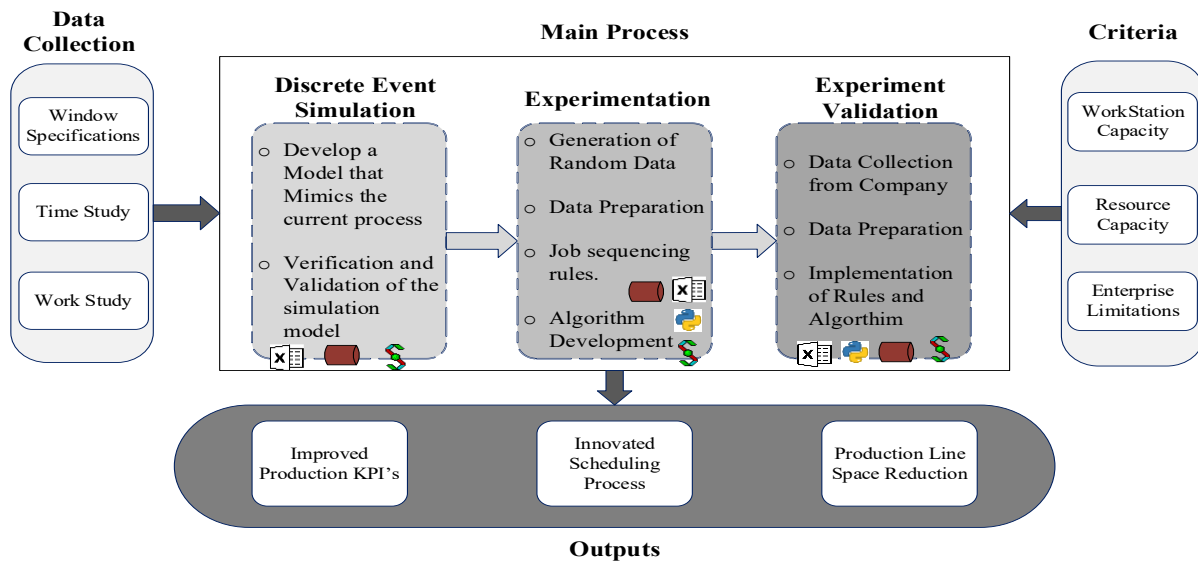 Data
Collection
Window
Specifications
Time Study
Work Study
Main Process
Discrete Event
Simulation
o Develop a
Model that
Mimics the
current process
o Verification and
Validation of the
simulation
model
X
Experimentation
o Generation of
Random Data
o Data Preparation
o Job sequencing
rules.
X
o Algorithm
Development
Experiment
Validation
o Data Collection
from Company
o Data Preparation
o Implementation
of Rules and
Algorthim
X
Criteria
WorkStation
Capacity
Resource
Capacity
Enterprise
Limitations
Improved
Production KPI’s
Innovated
Scheduling
Process
Production Line
Space Reduction
Outputs